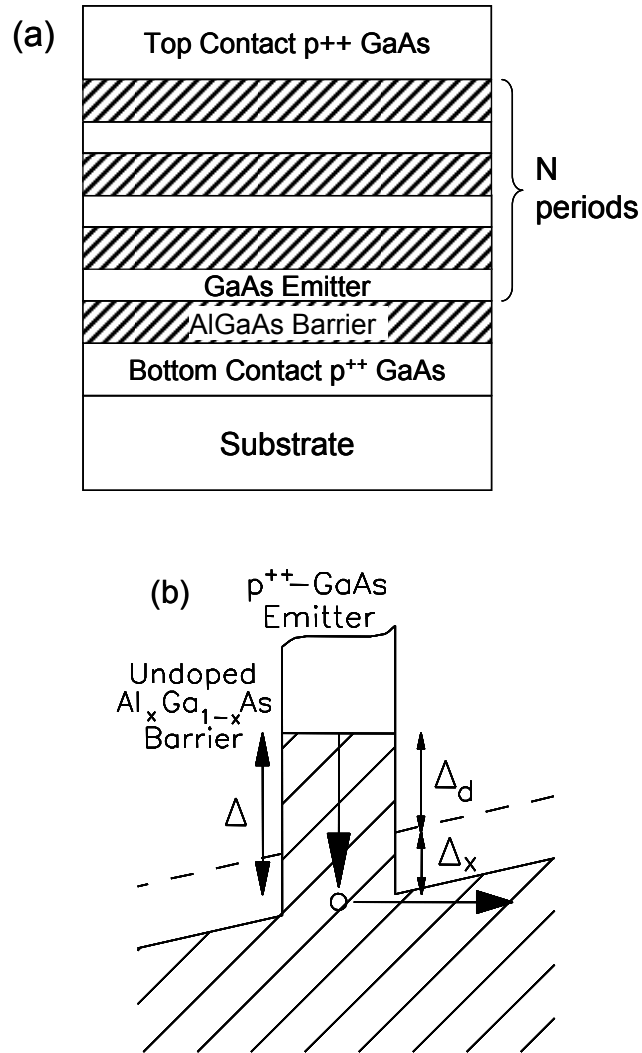 (a)
Top Contact p++ GaAs
N
periods
GaAs Emitter
AlGaAs Barrier
Bottom Contact p⁺⁺ GaAs
Substrate
(b)
p⁺⁺–GaAs
Emitter
Undoped
AlₓGa₁₋ₓAs
Barrier
Δ
Δd
Δₓ